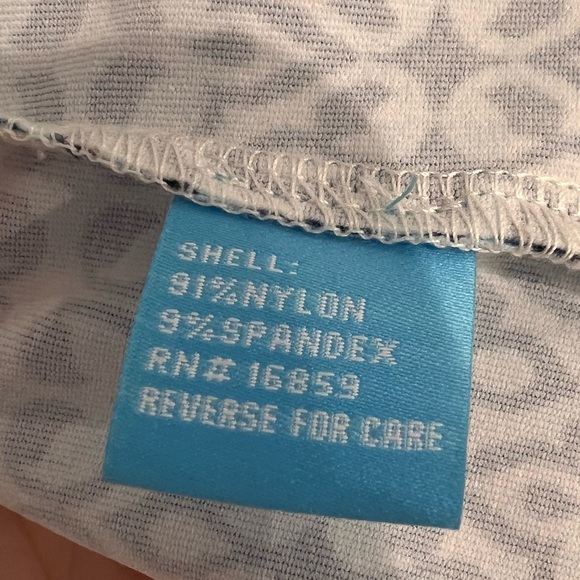 SHELL:
91%NYLON
9%SPANDEX
RN# 16859
REVERSE FOR CARE